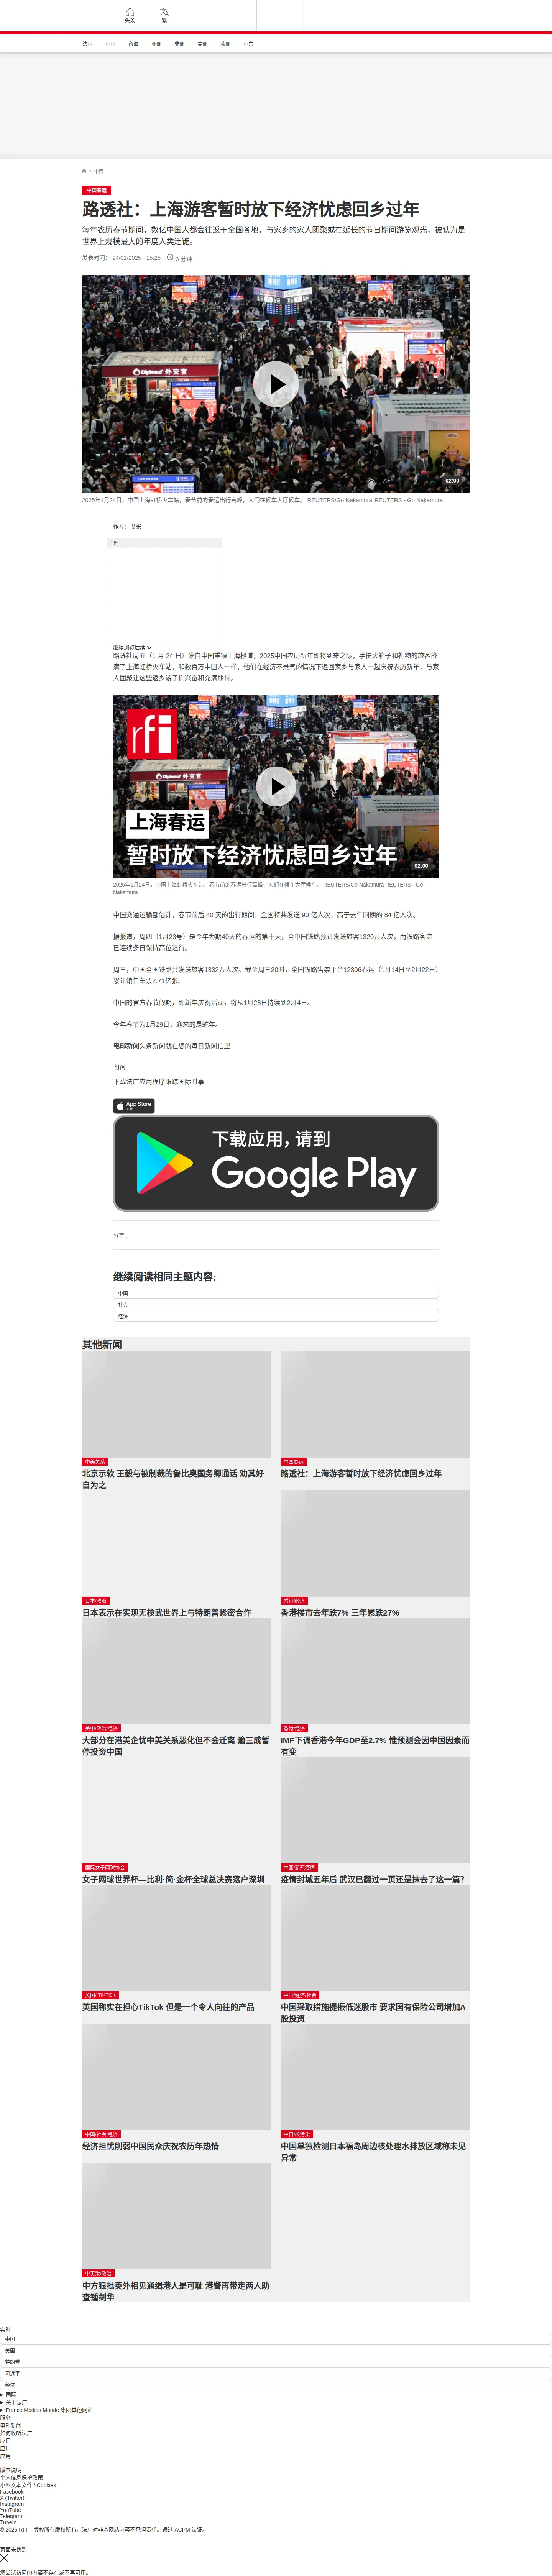 头条
繁
法国
中国
台海
亚洲
非洲
美洲
欧洲
中东
/ 中国
中国春运
路透社：上海游客暂时放下经济忧虑回乡过年
每年农历春节期间，数亿中国人都会往返于全国各地，与家乡的家人团聚或在延长的节日期间游览观光，被认为是
世界上规模最大的年度人类迁徙。
发表时间： 24/01/2025 - 15:25
3 分钟
02:00
2025年1月24日，中国上海虹桥火车站，春节前的春运出行高峰，人们在候车大厅候车。 REUTERS/Go Nakamura REUTERS - Go Nakamura
作者： 艾米
广告
继续浏览后续
路透社周五（1 月 24 日）发自中国重镇上海报道，2025中国农历新年即将到来之际，手提大箱子和礼物的旅客挤
满了上海虹桥火车站，和数百万中国人一样，他们在经济不景气的情况下返回家乡与家人一起庆祝农历新年，与家
人团聚让这些返乡游子们兴奋和充满期待。
rfi
上海春运
暂时放下经济忧虑回乡过年
02:00
2025年1月24日，中国上海虹桥火车站，春节前的春运出行高峰，人们在候车大厅候车。 REUTERS/Go Nakamura REUTERS - Go
Nakamura
中国交通运输部估计，春节前后 40 天的出行期间，全国将共发送 90 亿人次，高于去年同期的 84 亿人次。
据报道，周四（1月23号）是今年为期40天的春运的第十天，全中国铁路预计发送旅客1320万人次，而铁路客流
已连续多日保持高位运行。
周三，中国全国铁路共发送旅客1332万人次。截至周三20时，全国铁路售票平台12306春运（1月14日至2月22日）
累计销售车票2.71亿张。
中国的官方春节假期，即新年庆祝活动，将从1月28日持续到2月4日。
今年春节为1月29日，迎来的是蛇年。
电邮新闻头条新闻就在您的每日新闻信里
订阅
下载法广应用程序跟踪国际时事
App Store
下载
下载应用，请到
Google Play
分享 :
继续阅读相同主题内容:
中国
社会
经济
其他新闻
中美关系
北京示软 王毅与被制裁的鲁比奥国务卿通话 劝其好
自为之
中国春运
路透社：上海游客暂时放下经济忧虑回乡过年
日本/政治
日本表示在实现无核武世界上与特朗普紧密合作
香港/经济
香港楼市去年跌7% 三年累跌27%
美中/政治/经济
大部分在港美企忧中美关系恶化但不会迁离 逾三成暂
停投资中国
香港/经济
IMF下调香港今年GDP至2.7% 惟预测会因中国因素而
有变
国际女子网球协会
女子网球世界杯—比利·简·金杯全球总决赛落户深圳
中国/新冠疫情
疫情封城五年后 武汉已翻过一页还是抹去了这一篇？
英国/ TIKTOK
英国称实在担心TikTok 但是一个令人向往的产品
中国/经济/社会
中国采取措施提振低迷股市 要求国有保险公司增加A
股投资
中国/社会/经济
经济担忧削弱中国民众庆祝农历年热情
中日/核污染
中国单独检测日本福岛周边核处理水排放区域称未见
异常
中英港/政治
中方狠批英外相见通缉港人是可耻 港警再带走两人助
查锺剑华
实时
中国
美国
特朗普
习近平
经济
国际
关于法广
France Médias Monde 集团其他网站
服务
电邮新闻
如何收听法广
应用
应用
应用
版本说明
个人信息保护政策
小型文本文件 / Cookies
Facebook
X (Twitter)
Instagram
YouTube
Telegram
TuneIn
© 2025 RFI – 版权所有版权所有。法广对非本网站内容不承担责任。通过 ACPM 认证。
页面未找到
您尝试访问的内容不存在或不再可用。